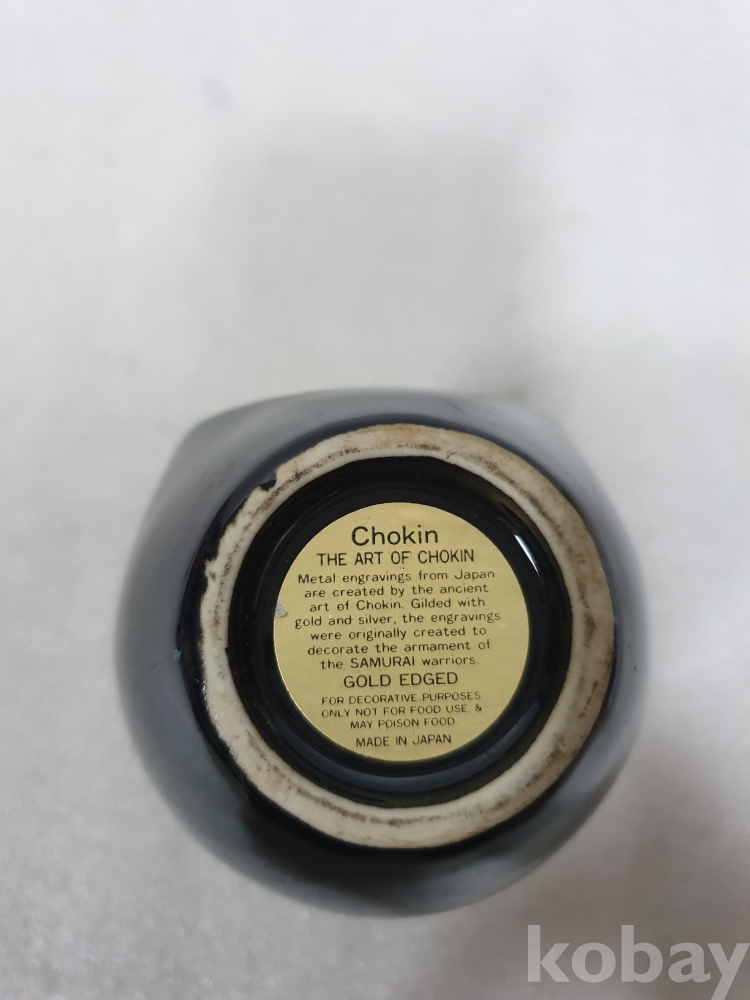 Chokin
THE ART OF CHOKIN
Metal engravings from Japan
are created by the ancient
art of Chokin. Gilded with
gold and silver, the engravings
were originally created to
decorate the armament of
the SAMURAI warriors.
GOLD EDGED
FOR DECORATIVE PURPOSES
ONLY NOT FOR FOOD USE, &
MAY POISON FOOD.
MADE IN JAPAN
kobay